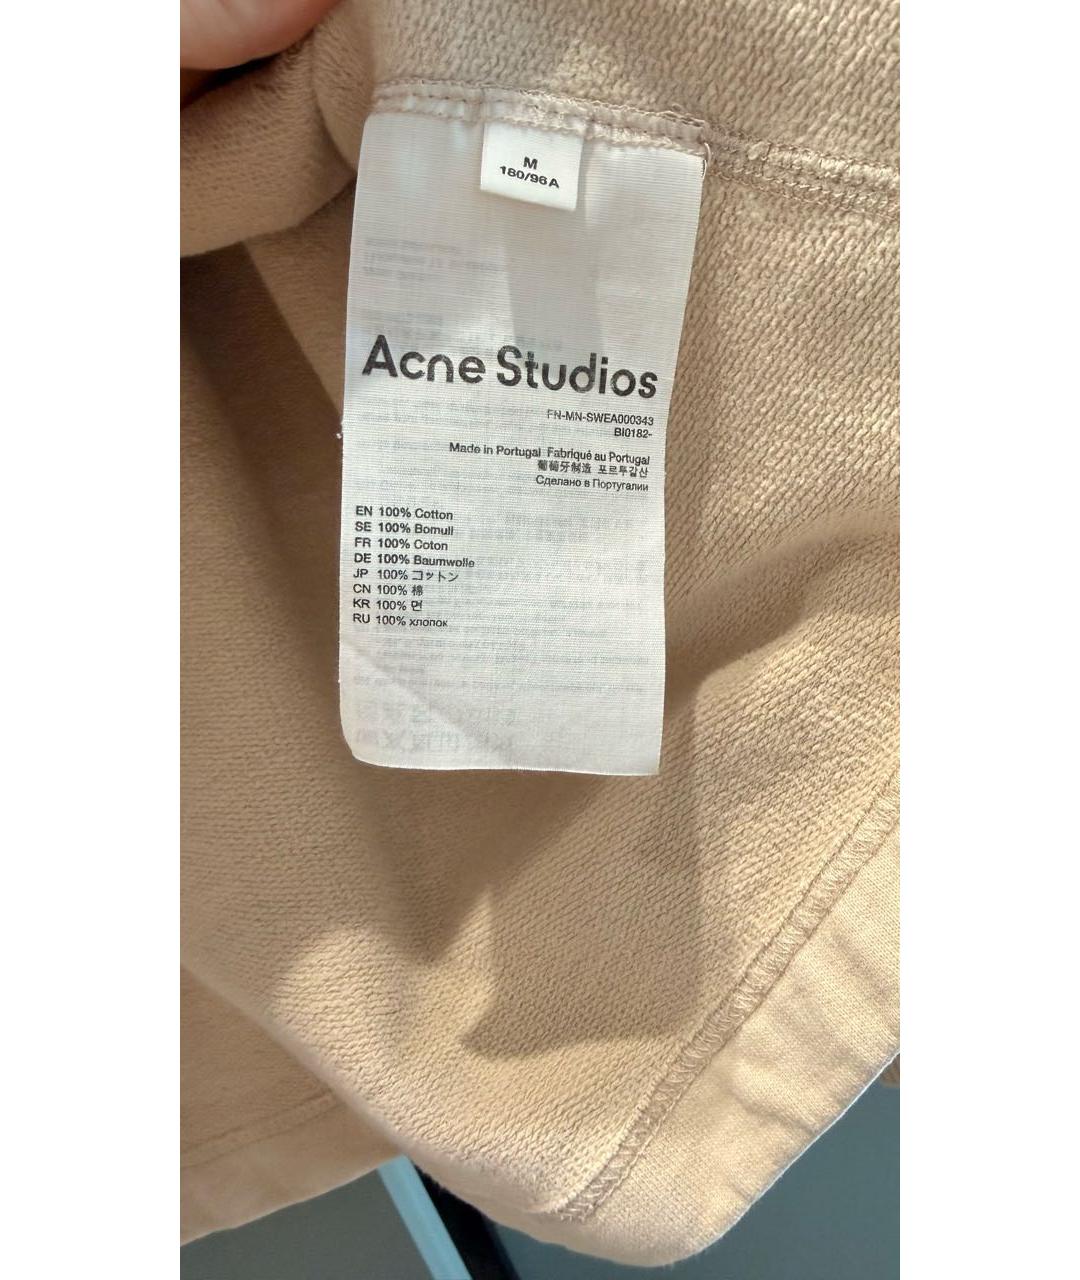 M
180/96A
Acne Studios
FN-MN-SWEA000343
BI0182-
Made in Portugal Fabriqué au Portugal
葡萄牙制造 포르투갈산
Сделано в Португалии
EN 100% Cotton
SE 100% Bomull
FR 100% Coton
DE 100% Baumwolle
JP 100% コットン
CN 100% 棉
KR 100% 면
RU 100% хлопок